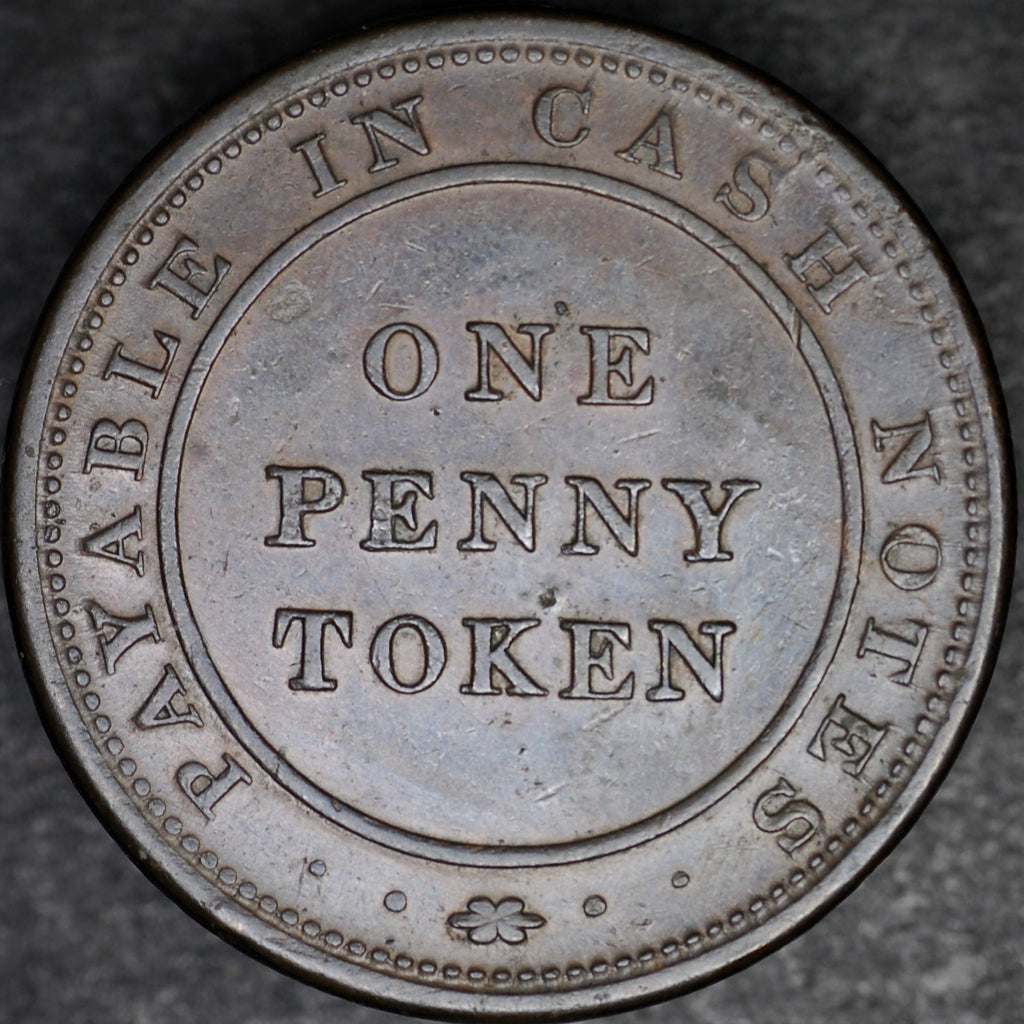 PAYABLE IN CASH NOTES
ONE
PENNY
TOKEN